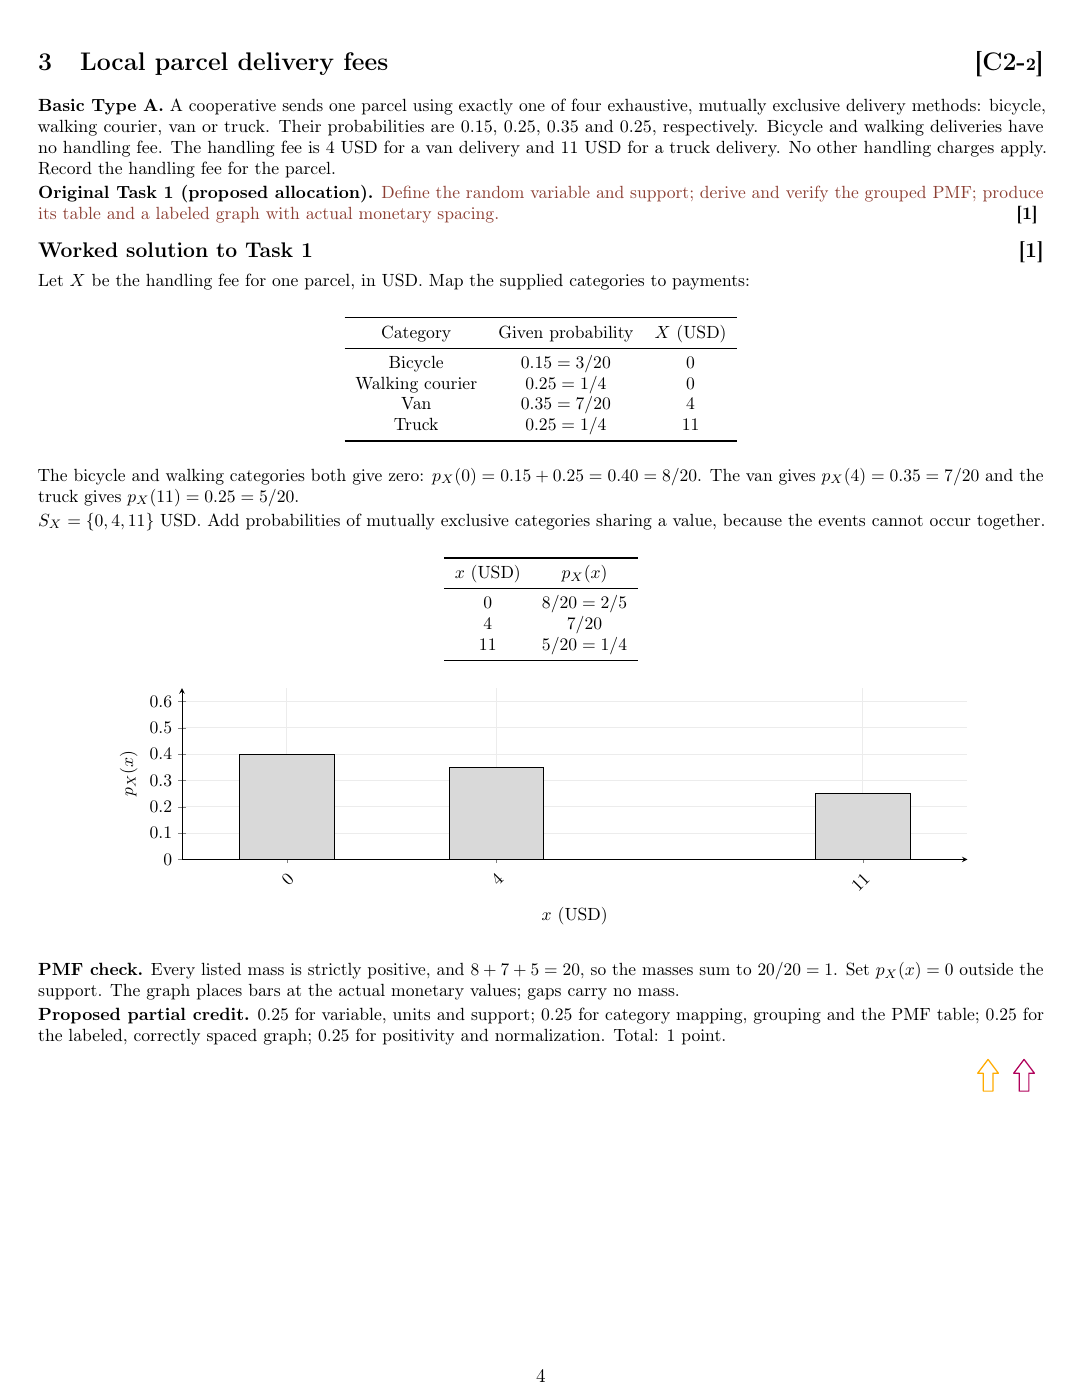 3 Local parcel delivery fees [C2-2]
Basic Type A. A cooperative sends one parcel using exactly one of four exhaustive, mutually exclusive delivery methods: bicycle,
walking courier, van or truck. Their probabilities are 0.15, 0.25, 0.35 and 0.25, respectively. Bicycle and walking deliveries have
no handling fee. The handling fee is 4 USD for a van delivery and 11 USD for a truck delivery. No other handling charges apply.
Record the handling fee for the parcel.
Original Task 1 (proposed allocation). Define the random variable and support; derive and verify the grouped PMF; produce
its table and a labeled graph with actual monetary spacing. [1]
Worked solution to Task 1 [1]
Let X be the handling fee for one parcel, in USD. Map the supplied categories to payments:
Category Given probability X (USD)
Bicycle 0.15 = 3/20 0
Walking courier 0.25 = 1/4 0
Van 0.35 = 7/20 4
Truck 0.25 = 1/4 11
The bicycle and walking categories both give zero: p_X(0) = 0.15 + 0.25 = 0.40 = 8/20. The van gives p_X(4) = 0.35 = 7/20 and the
truck gives p_X(11) = 0.25 = 5/20.
S_X = {0, 4, 11} USD. Add probabilities of mutually exclusive categories sharing a value, because the events cannot occur together.
x (USD) p_X(x)
0 8/20 = 2/5
4 7/20
11 5/20 = 1/4
0.6
0.5
0.4
0.3
0.2
0.1
0
p_X(x)
0 4 11
x (USD)
PMF check. Every listed mass is strictly positive, and 8 + 7 + 5 = 20, so the masses sum to 20/20 = 1. Set p_X(x) = 0 outside the
support. The graph places bars at the actual monetary values; gaps carry no mass.
Proposed partial credit. 0.25 for variable, units and support; 0.25 for category mapping, grouping and the PMF table; 0.25 for
the labeled, correctly spaced graph; 0.25 for positivity and normalization. Total: 1 point.
4